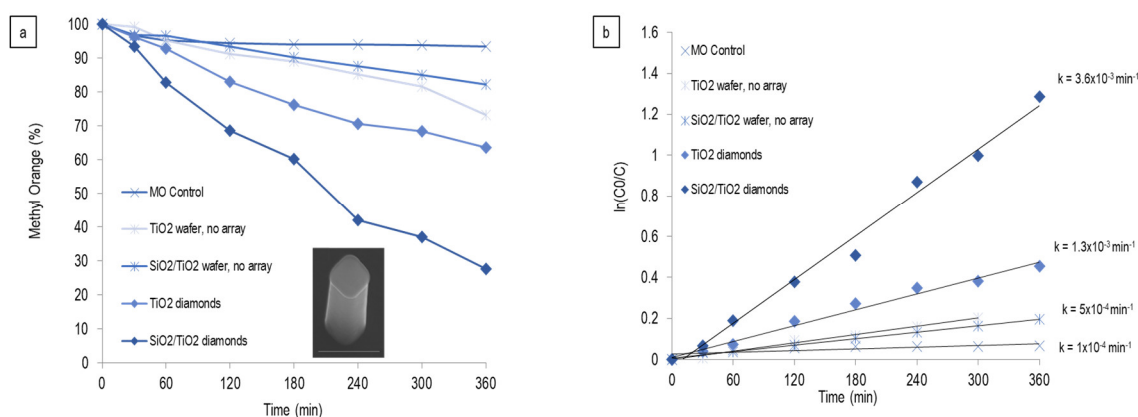 a
100
90
80
70
60
50
40
30
20
10
0
Methyl Orange (%)
MO Control
TiO2 wafer, no array
SiO2/TiO2 wafer, no array
TiO2 diamonds
SiO2/TiO2 diamonds
0 60 120 180 240 300 360
Time (min)
b
1.6
1.4
1.2
1
0.8
0.6
0.4
0.2
0
ln(C0/C)
MO Control
TiO2 wafer, no array
SiO2/TiO2 wafer, no array
TiO2 diamonds
SiO2/TiO2 diamonds
k = 3.6x10-3 min-1
k = 1.3x10-3 min-1
k = 5x10-4 min-1
k = 1x10-4 min-1
0 60 120 180 240 300 360
Time (min)